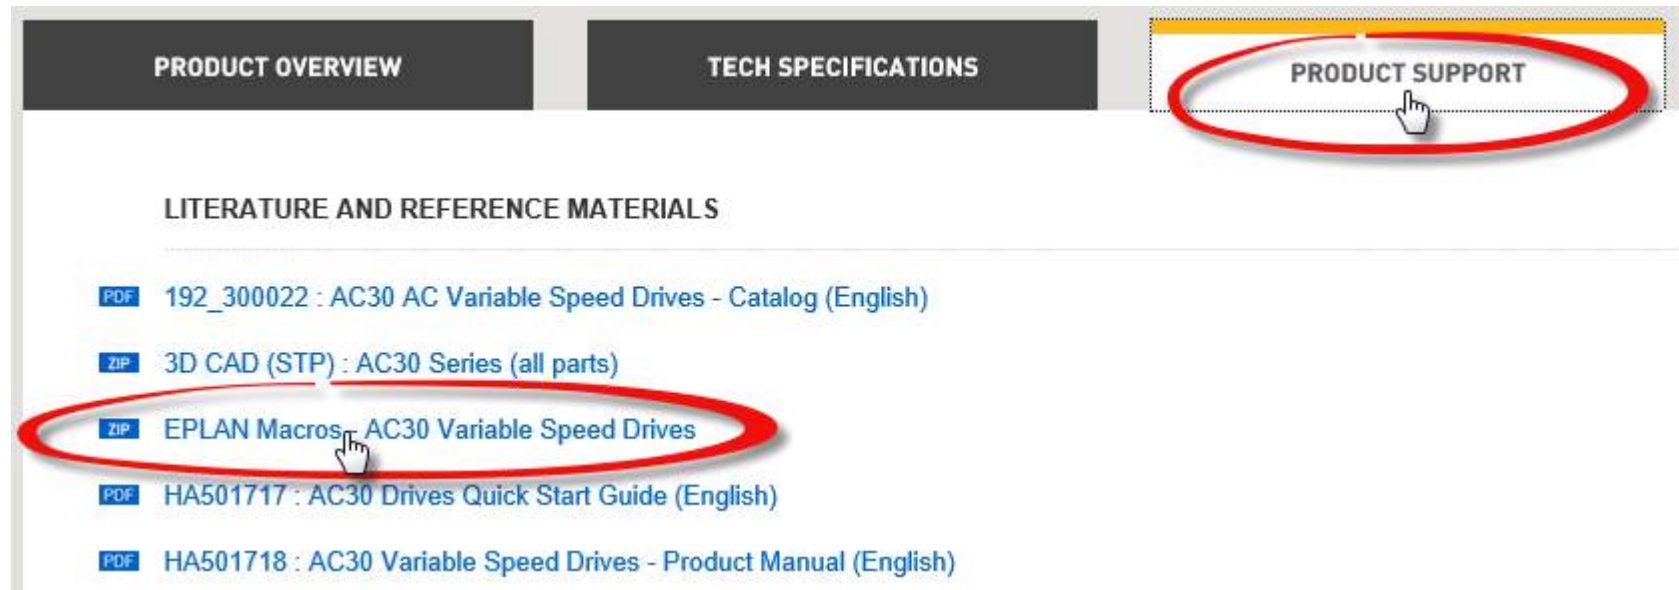 PRODUCT OVERVIEW
TECH SPECIFICATIONS
PRODUCT SUPPORT
LITERATURE AND REFERENCE MATERIALS
PDF 192_300022 : AC30 AC Variable Speed Drives - Catalog (English)
ZIP 3D CAD (STP) : AC30 Series (all parts)
ZIP EPLAN Macros - AC30 Variable Speed Drives
PDF HA501717 : AC30 Drives Quick Start Guide (English)
PDF HA501718 : AC30 Variable Speed Drives - Product Manual (English)